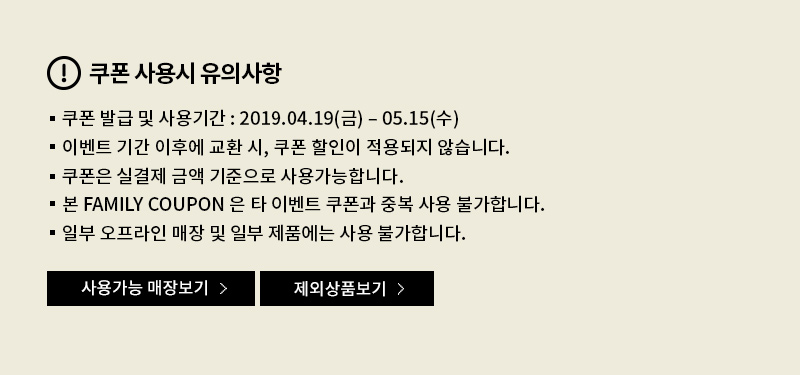 쿠폰 사용시 유의사항
▪ 쿠폰 발급 및 사용기간 : 2019.04.19(금) – 05.15(수)
▪ 이벤트 기간 이후에 교환 시, 쿠폰 할인이 적용되지 않습니다.
▪ 쿠폰은 실결제 금액 기준으로 사용가능합니다.
▪ 본 FAMILY COUPON 은 타 이벤트 쿠폰과 중복 사용 불가합니다.
▪ 일부 오프라인 매장 및 일부 제품에는 사용 불가합니다.
사용가능 매장보기 >
제외상품보기 >